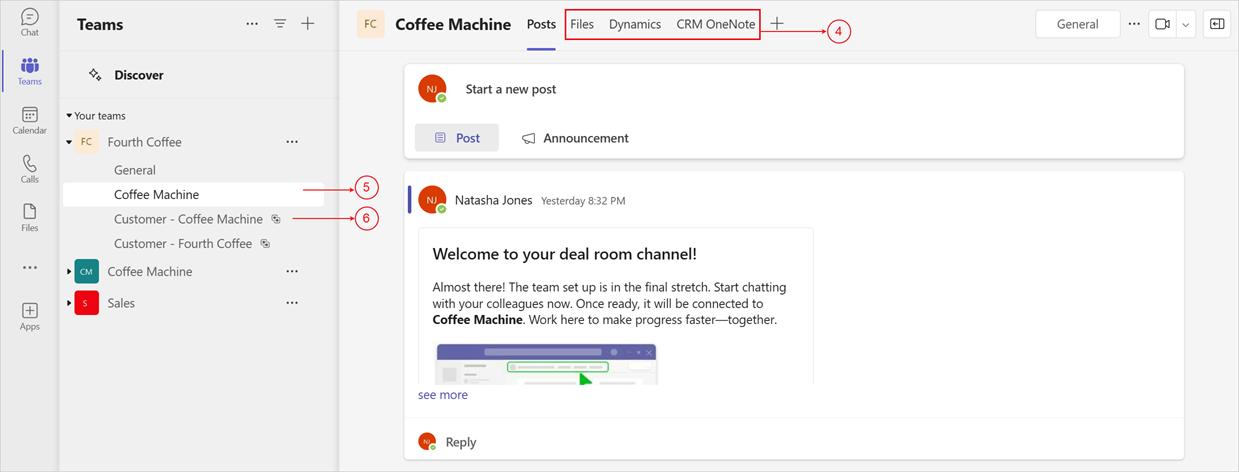 Chat
Teams
Calendar
Calls
Files
Apps
Teams
Discover
Your teams
FC Fourth Coffee
General
Coffee Machine
5
Customer - Coffee Machine
6
Customer - Fourth Coffee
CM Coffee Machine
S Sales
FC Coffee Machine Posts Files Dynamics CRM OneNote
4
General
NJ Start a new post
Post Announcement
NJ Natasha Jones Yesterday 8:32 PM
Welcome to your deal room channel!
Almost there! The team set up is in the final stretch. Start chatting
with your colleagues now. Once ready, it will be connected to
Coffee Machine. Work here to make progress faster—together.
see more
NJ Reply